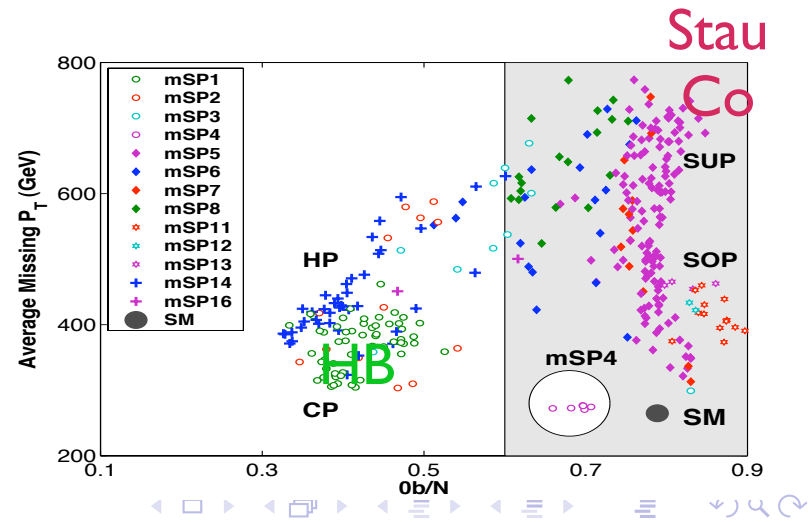 Stau
Co
800
600
400
200
Average Missing P_T (GeV)
mSP1
mSP2
mSP3
mSP4
mSP5
mSP6
mSP7
mSP8
mSP11
mSP12
mSP13
mSP14
mSP16
SM
SUP
HP
SOP
HB
mSP4
CP
SM
0.1 0.3 0.5 0.7 0.9
0b/N